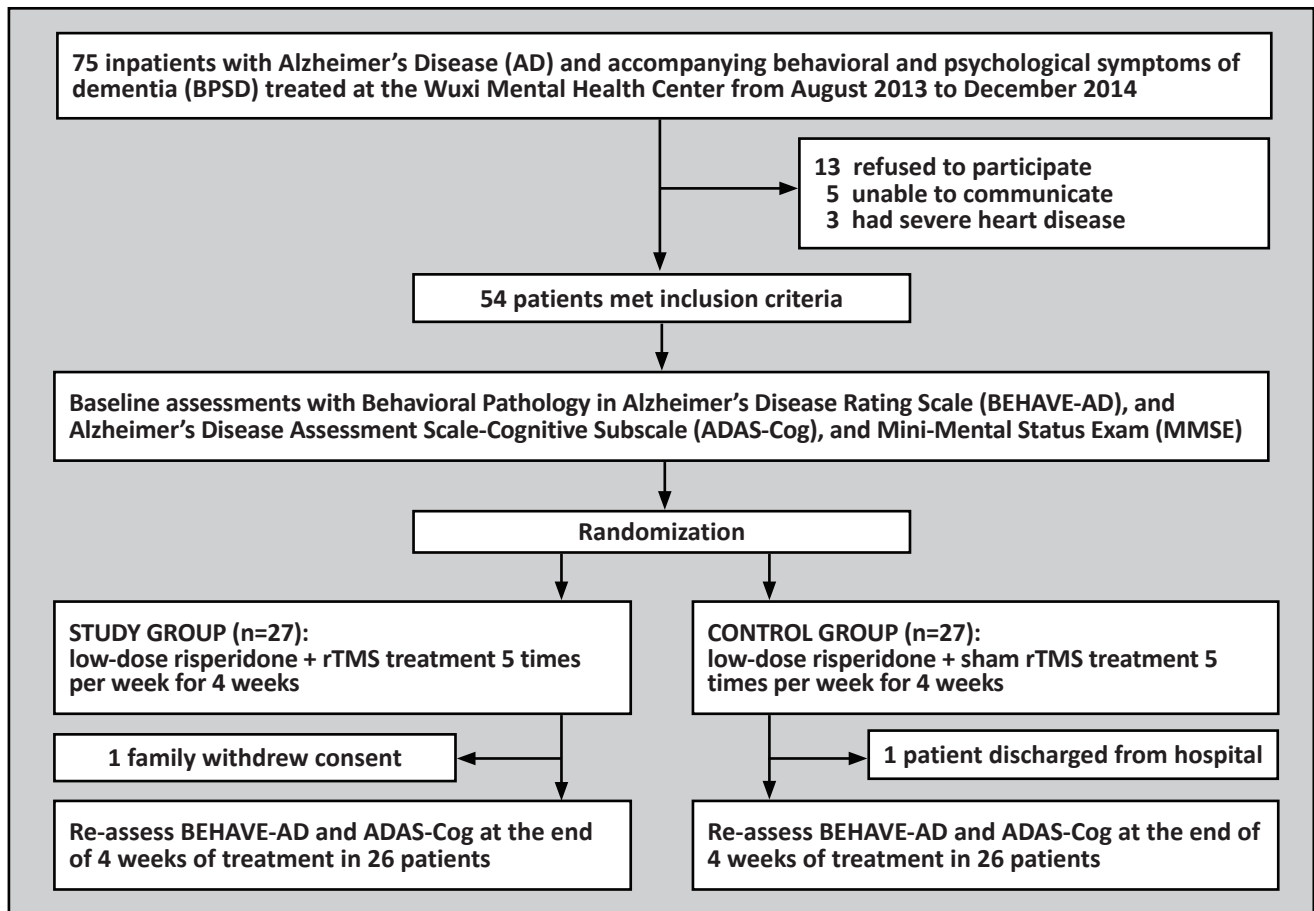 75 inpatients with Alzheimer’s Disease (AD) and accompanying behavioral and psychological symptoms of
dementia (BPSD) treated at the Wuxi Mental Health Center from August 2013 to December 2014
13 refused to participate
5 unable to communicate
3 had severe heart disease
54 patients met inclusion criteria
Baseline assessments with Behavioral Pathology in Alzheimer’s Disease Rating Scale (BEHAVE-AD), and
Alzheimer’s Disease Assessment Scale-Cognitive Subscale (ADAS-Cog), and Mini-Mental Status Exam (MMSE)
Randomization
STUDY GROUP (n=27):
low-dose risperidone + rTMS treatment 5 times
per week for 4 weeks
CONTROL GROUP (n=27):
low-dose risperidone + sham rTMS treatment 5
times per week for 4 weeks
1 family withdrew consent
1 patient discharged from hospital
Re-assess BEHAVE-AD and ADAS-Cog at the end
of 4 weeks of treatment in 26 patients
Re-assess BEHAVE-AD and ADAS-Cog at the end of
4 weeks of treatment in 26 patients